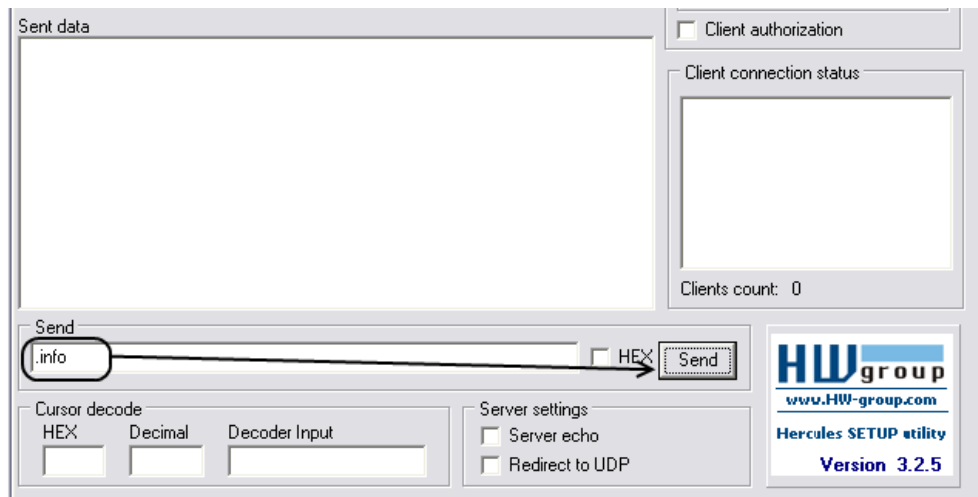 Sent data
Client authorization
Client connection status
Clients count: 0
Send
.info
HEX
Send
Cursor decode
HEX Decimal Decoder Input
Server settings
Server echo
Redirect to UDP
HWgroup
www.HW-group.com
Hercules SETUP utility
Version 3.2.5